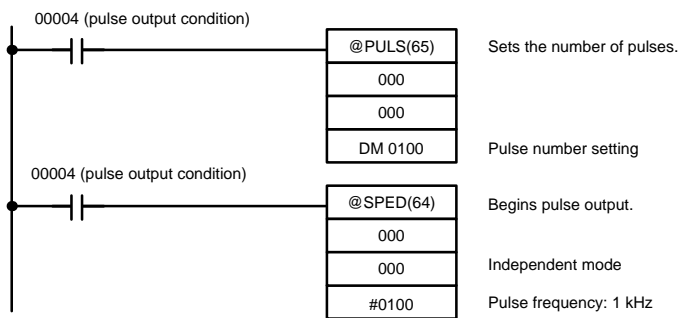 00004 (pulse output condition)
@PULS(65) Sets the number of pulses.
000
000
DM 0100 Pulse number setting
00004 (pulse output condition)
@SPED(64) Begins pulse output.
000
000 Independent mode
#0100 Pulse frequency: 1 kHz